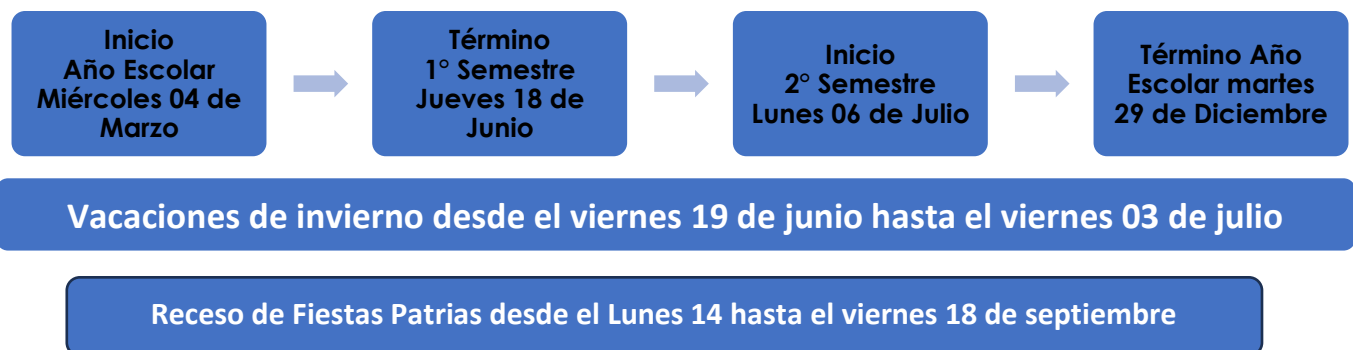 Inicio
Año Escolar
Miércoles 04 de
Marzo
Término
1° Semestre
Jueves 18 de
Junio
Inicio
2° Semestre
Lunes 06 de Julio
Término Año
Escolar martes
29 de Diciembre
Vacaciones de invierno desde el viernes 19 de junio hasta el viernes 03 de julio
Receso de Fiestas Patrias desde el Lunes 14 hasta el viernes 18 de septiembre